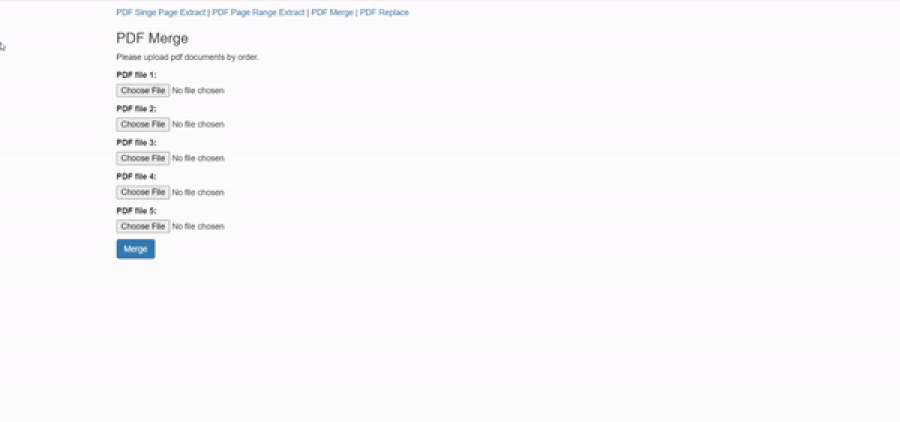 PDF Singe Page Extract | PDF Page Range Extract | PDF Merge | PDF Replace
PDF Merge
Please upload pdf documents by order.
PDF file 1:
Choose File No file chosen
PDF file 2:
Choose File No file chosen
PDF file 3:
Choose File No file chosen
PDF file 4:
Choose File No file chosen
PDF file 5:
Choose File No file chosen
Merge